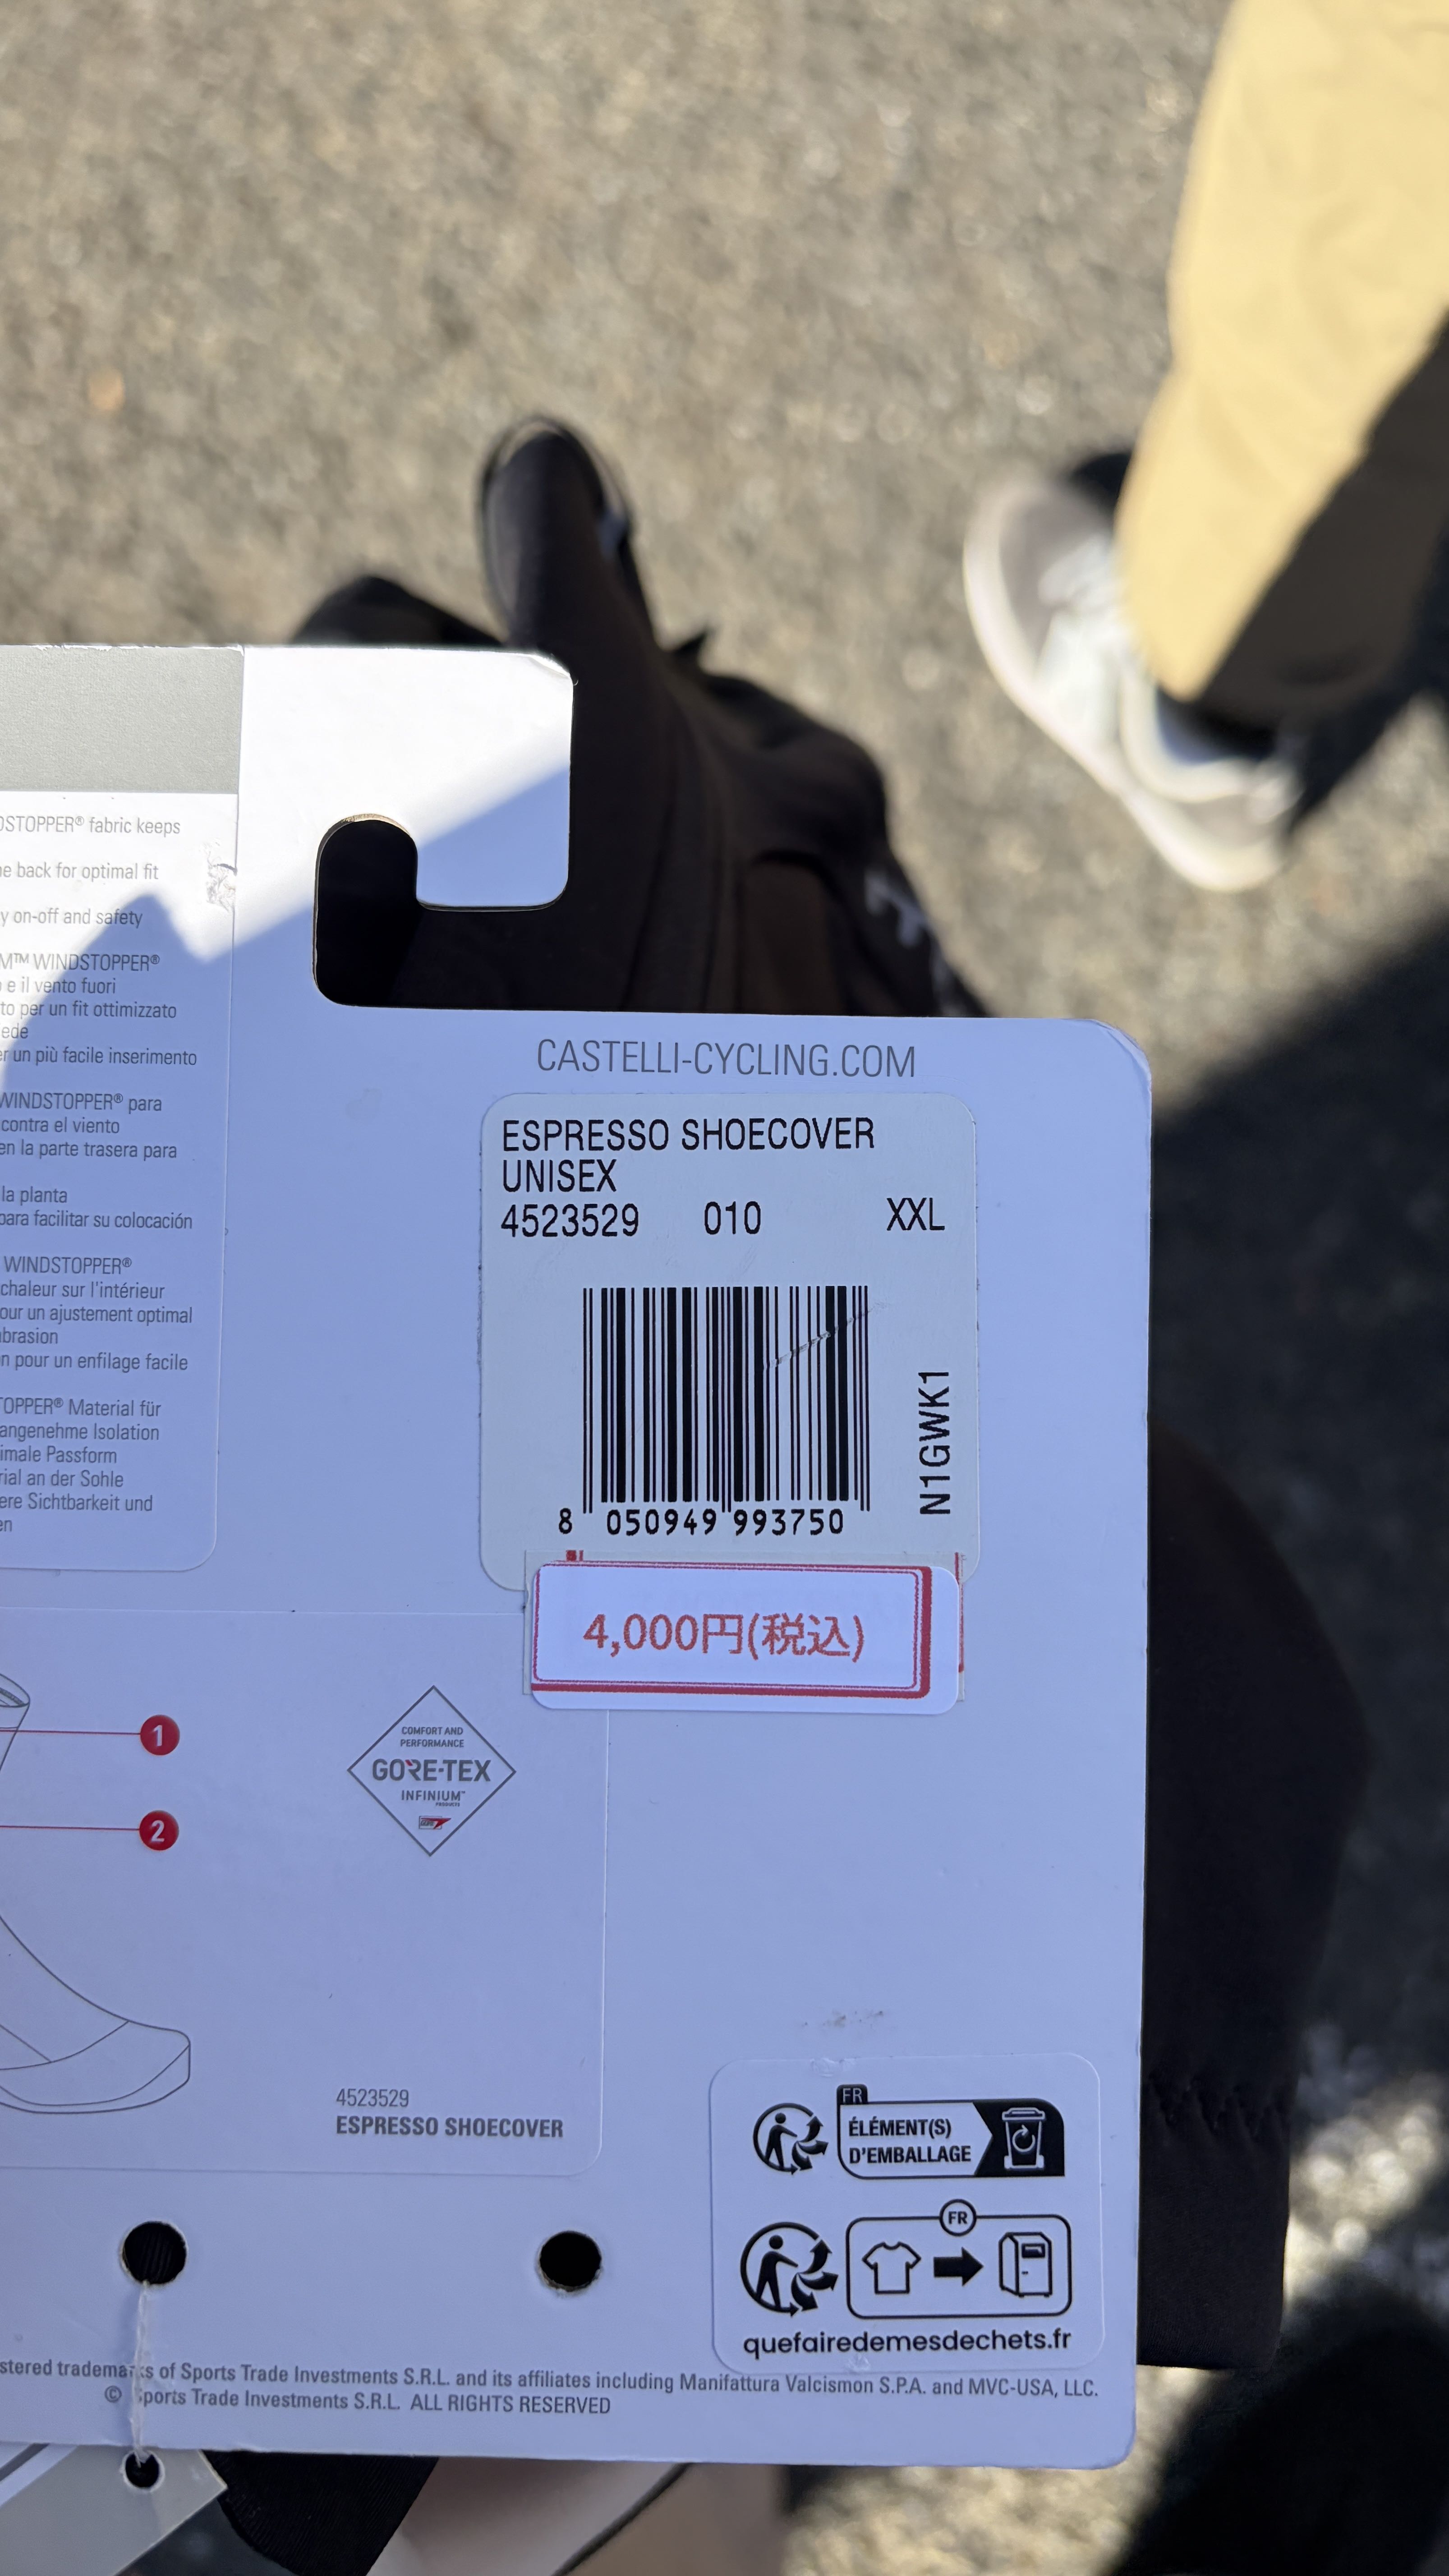 DSTOPPER® fabric keeps
back for optimal fit
on-off and safety
WINDSTOPPER®
e il vento fuori
to per un fit ottimizzato
un più facile inserimento
WINDSTOPPER® para
contra el viento
en la parte trasera para
la planta
para facilitar su colocación
WINDSTOPPER®
chaleur sur l'intérieur
our un ajustement optimal
brasion
n pour un enfilage facile
TOPPER® Material für
angenehme Isolation
imale Passform
rial an der Sohle
ere Sichtbarkeit und
en
CASTELLI-CYCLING.COM
ESPRESSO SHOECOVER
UNISEX
4523529 010 XXL
N1GWK1
8 050949 993750
4,000円(税込)
1
2
COMFORT AND
PERFORMANCE
GORE-TEX
INFINIUM™
PRODUCTS
4523529
ESPRESSO SHOECOVER
FR
ÉLÉMENT(S)
D'EMBALLAGE
FR
quefairedemesdechets.fr
stered trademarks of Sports Trade Investments S.R.L. and its affiliates including Manifattura Valcismon S.P.A. and MVC-USA, LLC.
© Sports Trade Investments S.R.L. ALL RIGHTS RESERVED